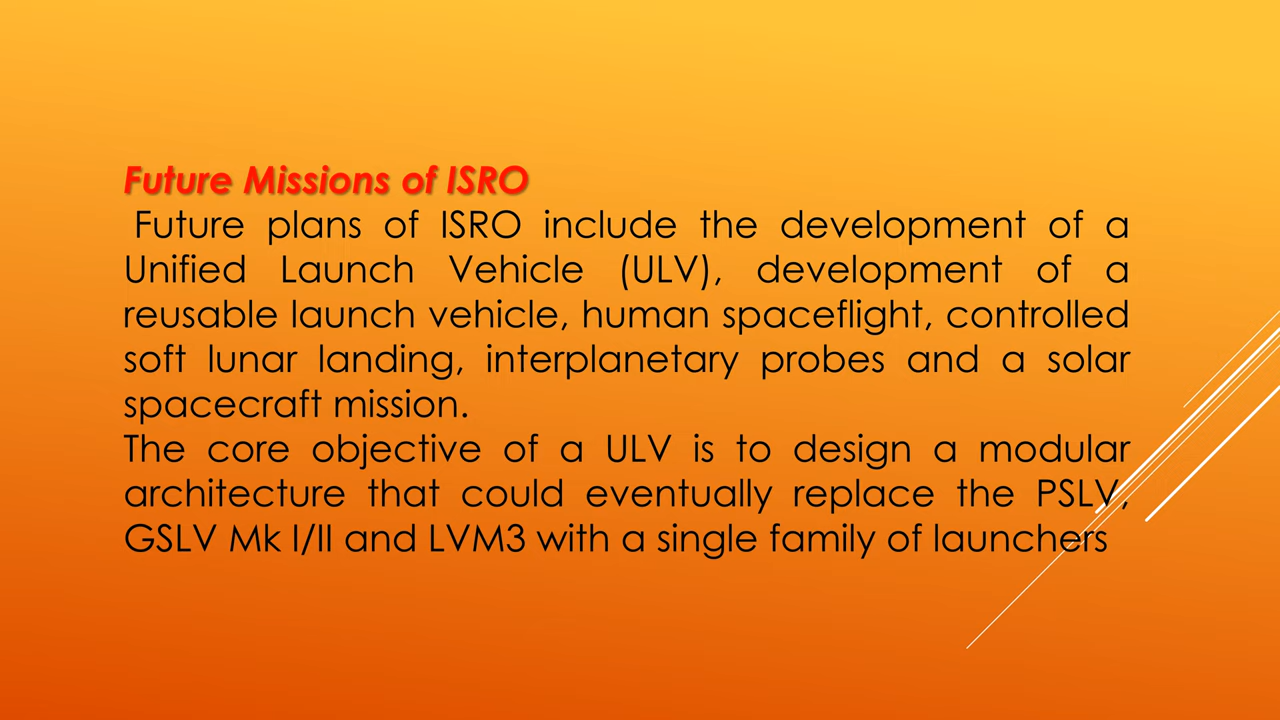 Future Missions of ISRO
Future plans of ISRO include the development of a
Unified Launch Vehicle (ULV), development of a
reusable launch vehicle, human spaceflight, controlled
soft lunar landing, interplanetary probes and a solar
spacecraft mission.
The core objective of a ULV is to design a modular
architecture that could eventually replace the PSLV,
GSLV Mk I/II and LVM3 with a single family of launchers